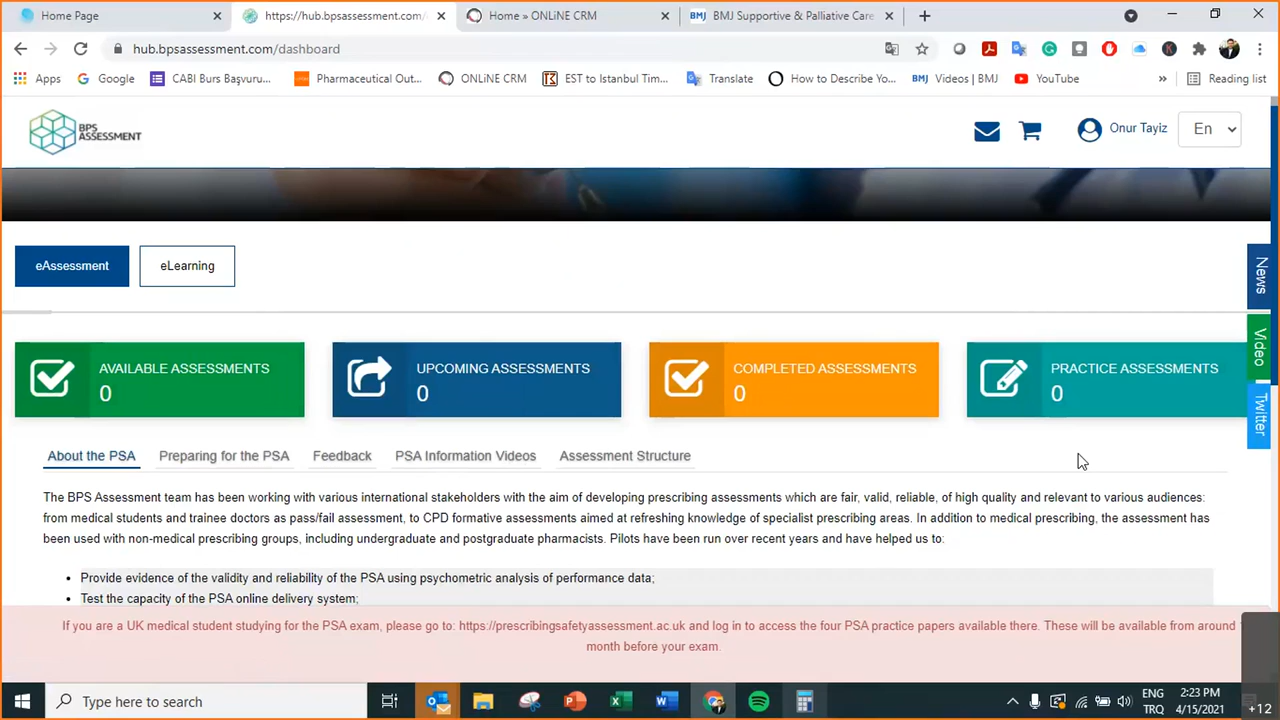 Home Page
https://hub.bpsassessment.com/
Home » ONLiNE CRM
BMJ Supportive & Palliative Care
hub.bpsassessment.com/dashboard
Apps
Google
CABI Burs Başvuru...
Pharmaceutical Out...
ONLINE CRM
EST to Istanbul Tim...
Translate
How to Describe Yo...
BMJ Videos | BMJ
YouTube
»
Reading list
BPS
ASSESSMENT
Onur Tayiz
En
eAssessment
eLearning
News
Video
Twitter
AVAILABLE ASSESSMENTS
0
UPCOMING ASSESSMENTS
0
COMPLETED ASSESSMENTS
0
PRACTICE ASSESSMENTS
0
About the PSA
Preparing for the PSA
Feedback
PSA Information Videos
Assessment Structure
The BPS Assessment team has been working with various international stakeholders with the aim of developing prescribing assessments which are fair, valid, reliable, of high quality and relevant to various audiences:
from medical students and trainee doctors as pass/fail assessment, to CPD formative assessments aimed at refreshing knowledge of specialist prescribing areas. In addition to medical prescribing, the assessment has
been used with non-medical prescribing groups, including undergraduate and postgraduate pharmacists. Pilots have been run over recent years and have helped us to:
• Provide evidence of the validity and reliability of the PSA using psychometric analysis of performance data;
• Test the capacity of the PSA online delivery system;
If you are a UK medical student studying for the PSA exam, please go to: https://prescribingsafetyassessment.ac.uk and log in to access the four PSA practice papers available there. These will be available from around
month before your exam.
Type here to search
ENG
TRQ
2:23 PM
4/15/2021
+12